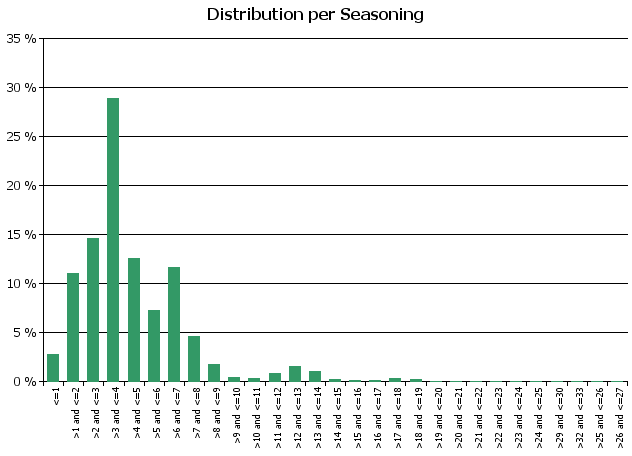 Distribution per Seasoning
35 %
30 %
25 %
20 %
15 %
10 %
5 %
0 %
<=1
>1 and <=2
>2 and <=3
>3 and <=4
>4 and <=5
>5 and <=6
>6 and <=7
>7 and <=8
>8 and <=9
>9 and <=10
>10 and <=11
>11 and <=12
>12 and <=13
>13 and <=14
>14 and <=15
>15 and <=16
>16 and <=17
>17 and <=18
>18 and <=19
>19 and <=20
>20 and <=21
>21 and <=22
>22 and <=23
>23 and <=24
>24 and <=25
>29 and <=30
>32 and <=33
>25 and <=26
>26 and <=27